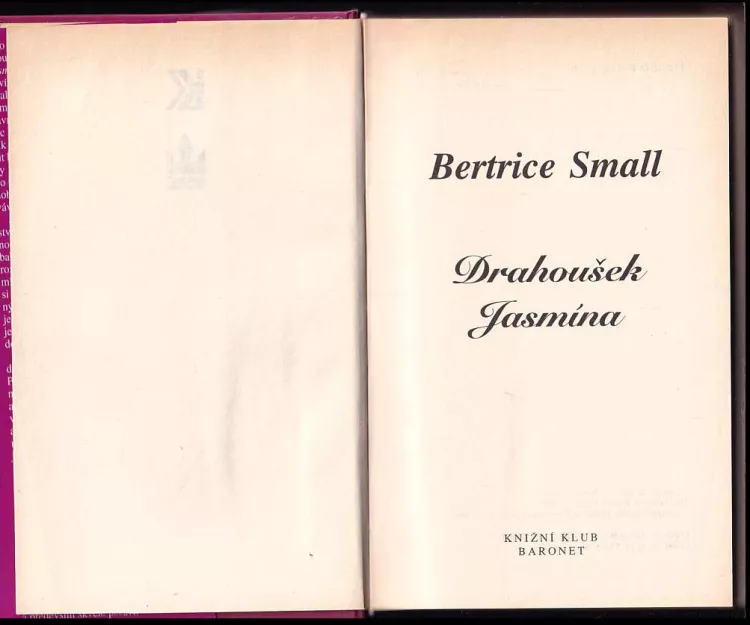 Bertrice Small
Drahoušek
Jasmína
KNIŽNÍ KLUB
BARONET